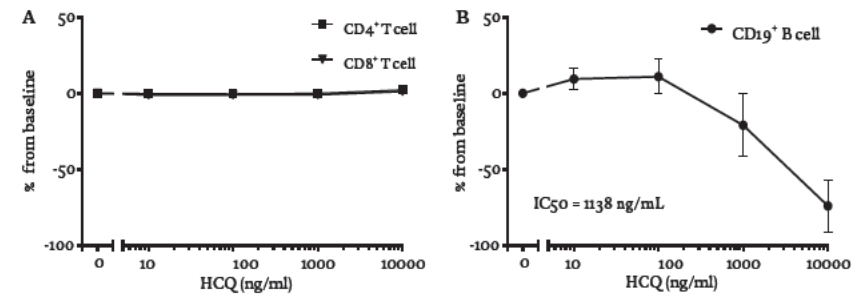 A
50
0
-50
-100
% from baseline
CD4⁺ T cell
CD8⁺ T cell
0 10 100 1000 10000
HCQ (ng/ml)
B
50
0
-50
-100
% from baseline
CD19⁺ B cell
IC50 = 1138 ng/mL
0 10 100 1000 10000
HCQ (ng/ml)